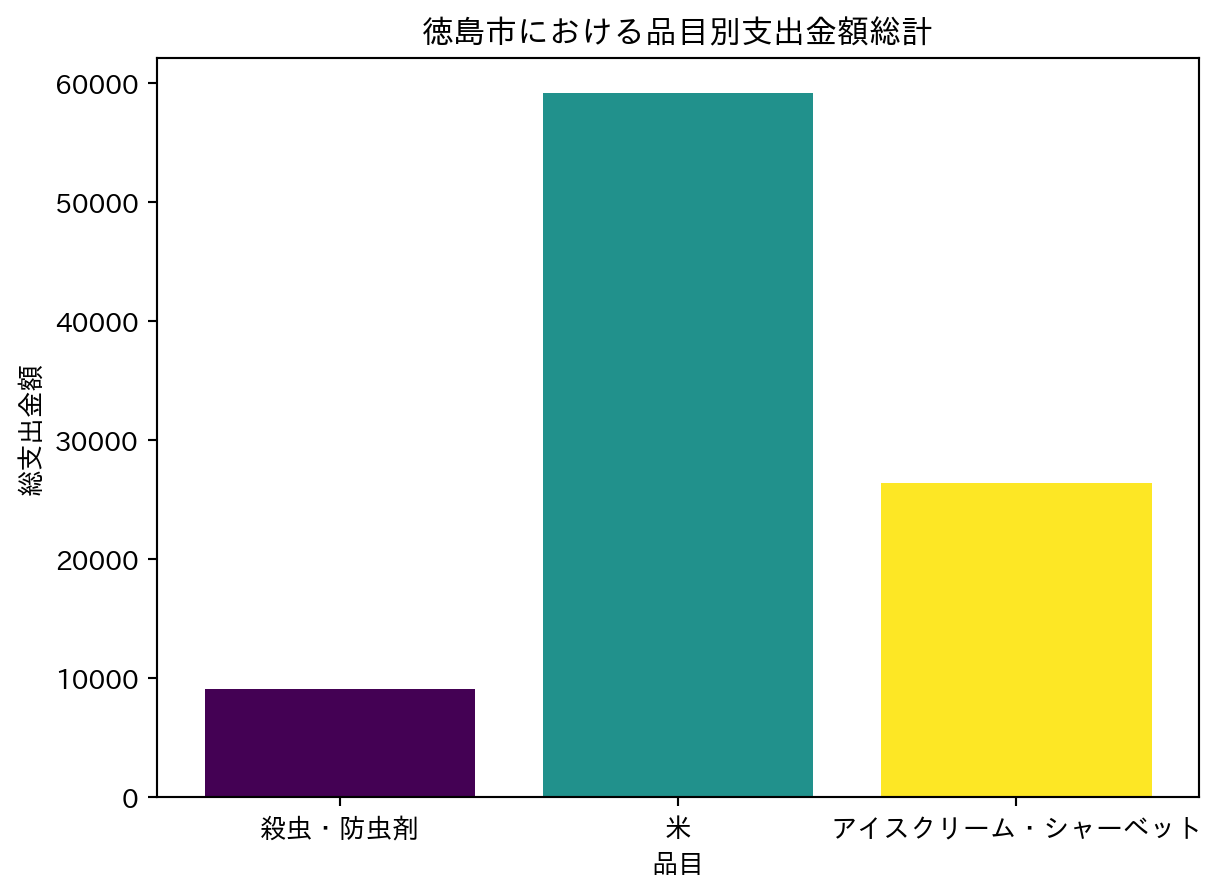 徳島市における品目別支出金額総計
総支出金額
60000
50000
40000
30000
20000
10000
0
殺虫・防虫剤
米
アイスクリーム・シャーベット
品目